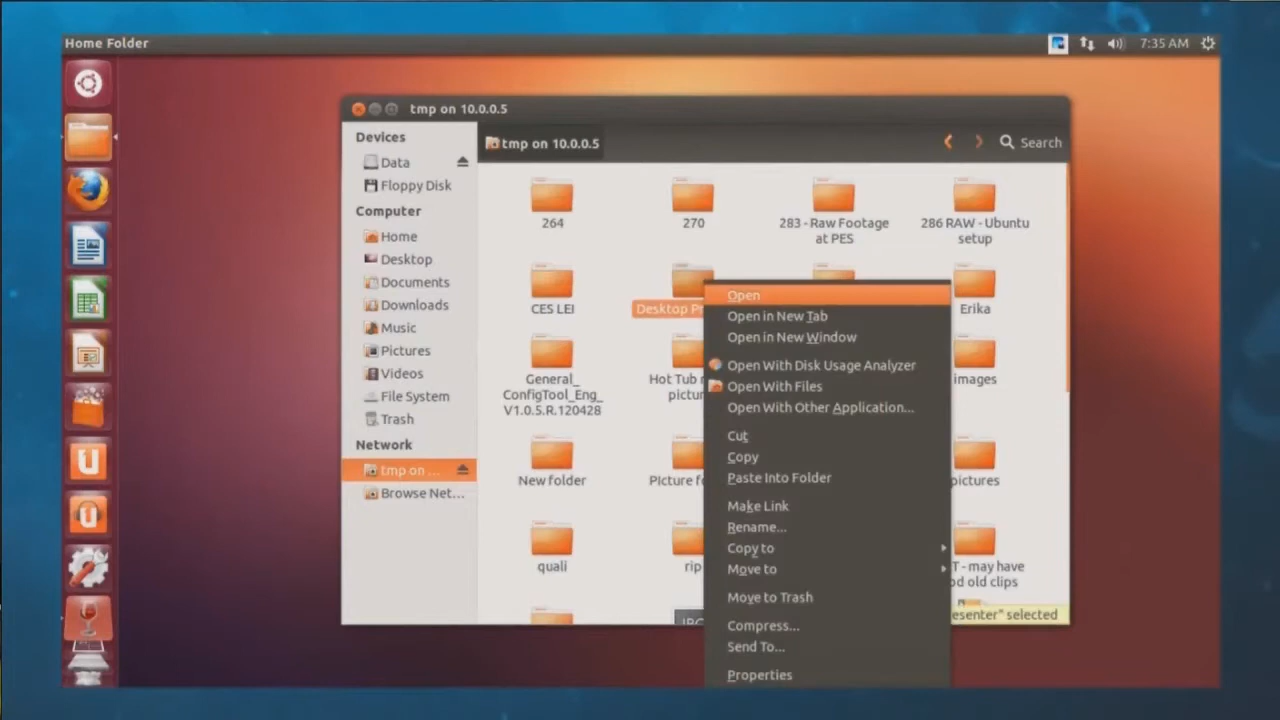 Home Folder
7:35 AM
tmp on 10.0.0.5
Devices
Data
Floppy Disk
Computer
Home
Desktop
Documents
Downloads
Music
Pictures
Videos
File System
Trash
Network
tmp on ...
Browse Net...
tmp on 10.0.0.5
Search
264
270
283 - Raw Footage
at PES
286 RAW - Ubuntu
setup
CES LEI
Desktop
Erika
General_
ConfigTool_Eng_
V1.0.5.R.120428
Hot Tub
images
New folder
PIcture
pictures
quali
rip
T - may have
old clips
Open
Open in New Tab
Open in New Window
Open With Disk Usage Analyzer
Open With Files
Open With Other Application...
Cut
Copy
Paste Into Folder
Make Link
Rename...
Copy to
Move to
Move to Trash
Compress...
Send To...
Properties
esenter" selected